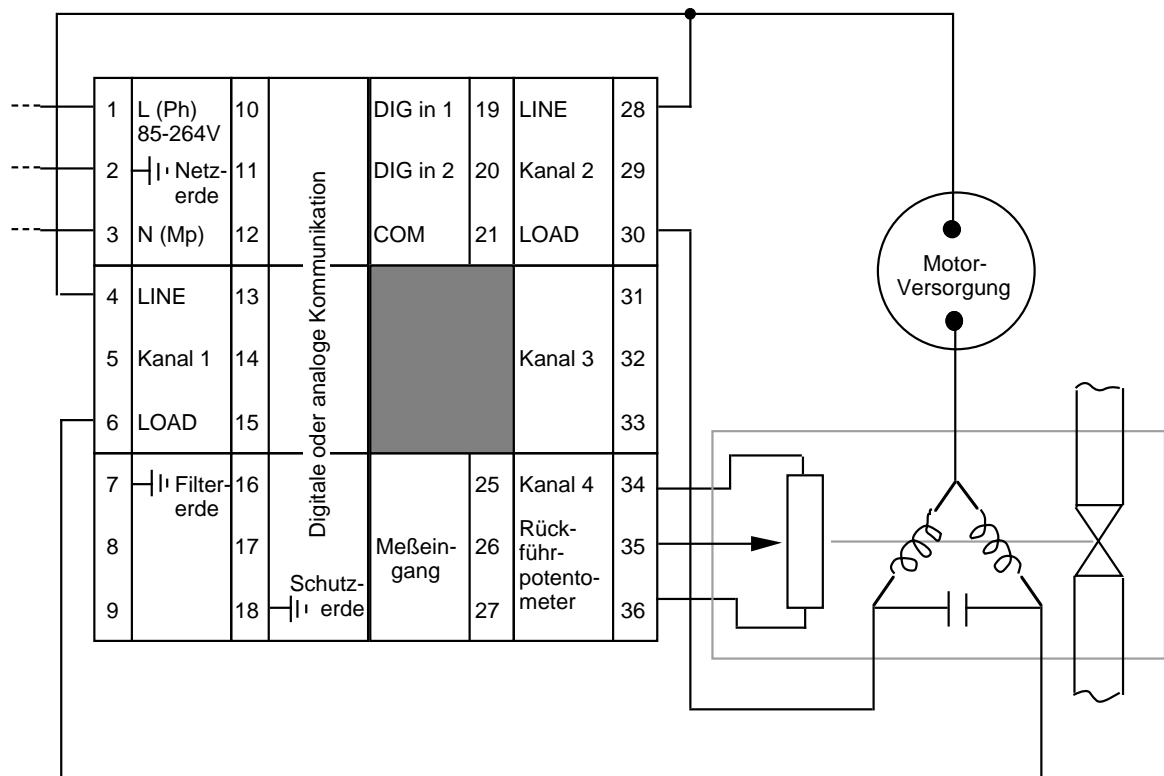 1 L (Ph) 10 DIG in 1 19 LINE 28
85-264V
2 Netz- 11 DIG in 2 20 Kanal 2 29
erde
3 N (Mp) 12 COM 21 LOAD 30
Motor-
Versorgung
4 LINE 13 31
5 Kanal 1 14 Kanal 3 32
6 LOAD 15 33
Digitale oder analoge Kommunikation
7 Filter- 16 25 Kanal 4 34
erde
8 17 Meßein- 26 Rück- 35
gang führ-
potento-
9 18 Schutz- 27 meter 36
erde